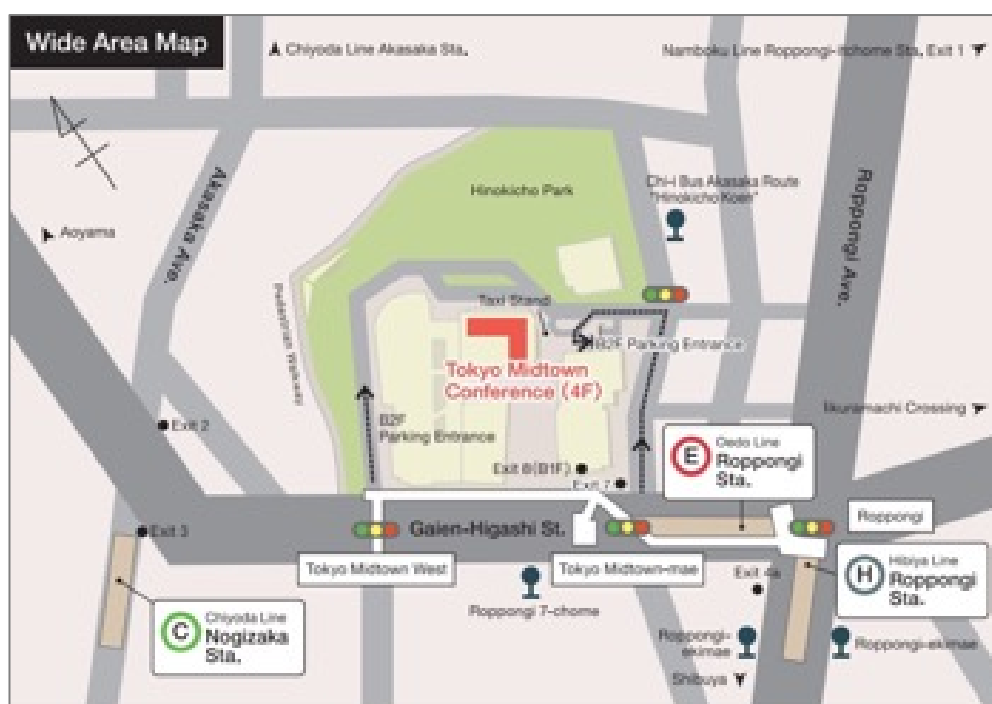 Wide Area Map
Chiyoda Line Akasaka Sta.
Namboku Line Roppongi-itchome Sta. Exit 1
Hinokicho Park
Chi-i Bus Akasaka Route
"Hinokicho Koen"
Akasaka Ave.
Roppongi Ave.
Aoyama
Pedestrian Walkway
Taxi Stand
B2F Parking Entrance
Tokyo Midtown
Conference (4F)
Iikuramachi Crossing
Exit 2
B2F
Parking Entrance
E
Oedo Line
Roppongi
Sta.
Exit 8(B1F)
Exit 7
Exit 3
Gaien-Higashi St.
Roppongi
Tokyo Midtown West
Tokyo Midtown-mae
Exit 4a
H
Hibiya Line
Roppongi
Sta.
Roppongi 7-chome
C
Chiyoda Line
Nogizaka
Sta.
Roppongi-
ekimae
Roppongi-ekimae
Shibuya